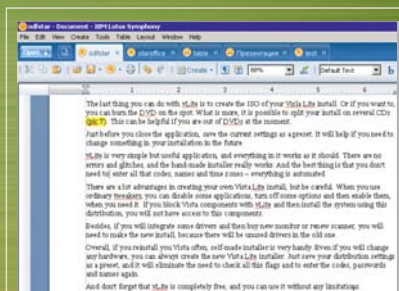 odfstar - Document - IBM Lotus Symphony
File Edit View Create Tools Table Layout Window Help
Open odfstar staroffice table Презентация test
Create 88% Default Text b
The last thing you can do with vLite is to create the ISO of your Vista Lite install. Or if you want to,
you can burn the DVD on the spot. What is more, it is possible to split your install on several CDs
(pic 7). This can be helpful if you are out of DVDs at the moment.
Just before you close the application, save the current settings as a preset. It will help if you need to
change something in your installation in the future.
vLite is very simple but useful application, and everything in it works as it should. There are no
errors and glitches, and the hand-made installer really works. And the best thing is that you don't
need to enter all that codes, names and time zones – everything is automated.
There are a lot advantages in creating your own Vista Lite install, but be careful. When you use
ordinary tweakers, you can disable some applications, turn off some options and then enable them,
when you need it. If you block Vista components with vLite and then install the system using this
distribution, you will not have access to this components.
Besides, if you will integrate some drivers and then buy new monitor or newer scanner, you will
need to make the new install, because there will be unused drivers in the old one.
Overall, if you reinstall you Vista often, self-made installer is very handy. Even if you will change
any hardware, you can always create the new Vista Lite installer. Just save your distribution settings
as a preset, and it will eliminate the need to check all this flags and to enter the codes, passwords
and names again.
And don't forget that vLite is completely free, and you can use it without any limitations.